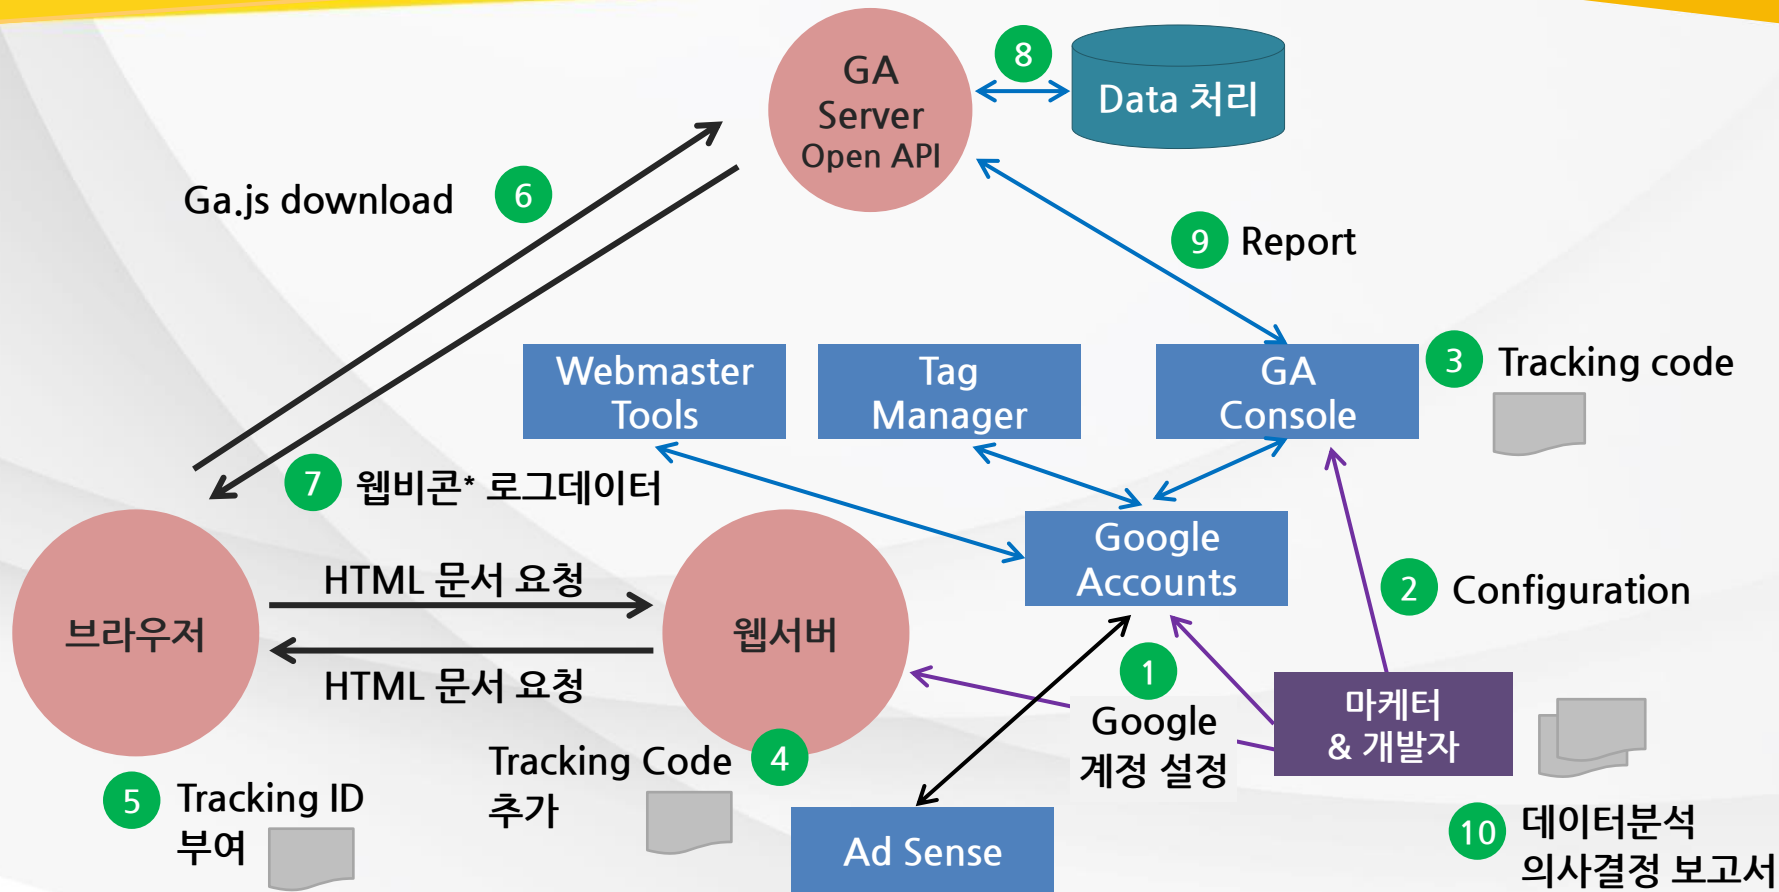 GA
Server
Open API
8
Data 처리
Ga.js download
6
9
Report
Webmaster
Tools
Tag
Manager
GA
Console
3
Tracking code
7
웹비콘* 로그데이터
Google
Accounts
2
Configuration
브라우저
HTML 문서 요청
HTML 문서 요청
웹서버
1
Google
계정 설정
마케터
& 개발자
Tracking Code
추가
4
5
Tracking ID
부여
Ad Sense
10
데이터분석
의사결정 보고서